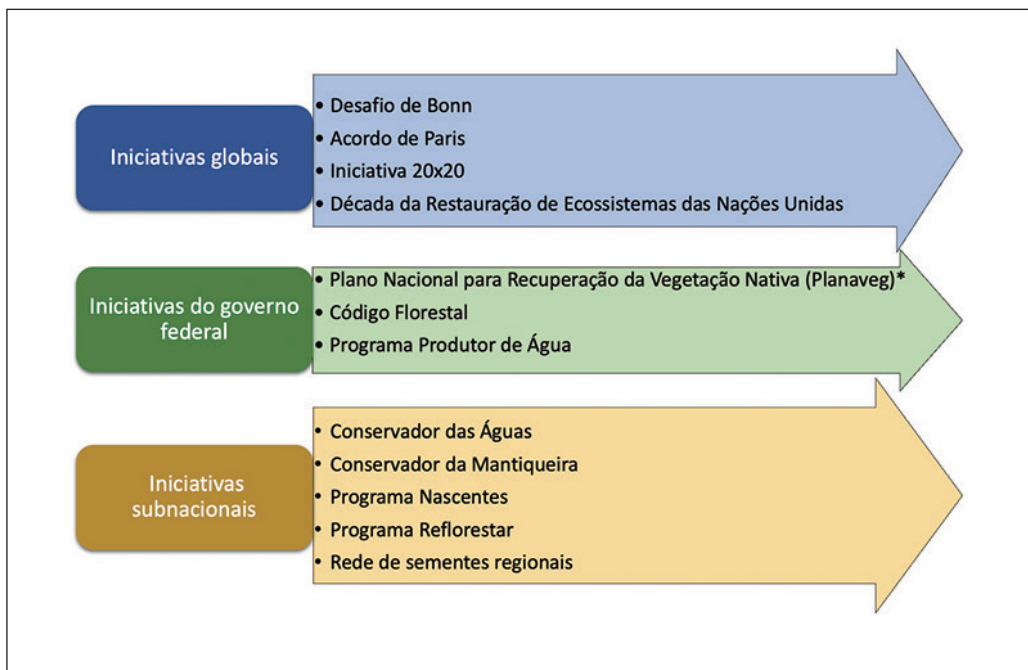 Iniciativas globais
• Desafio de Bonn
• Acordo de Paris
• Iniciativa 20x20
• Década da Restauração de Ecossistemas das Nações Unidas
Iniciativas do governo
federal
• Plano Nacional para Recuperação da Vegetação Nativa (Planaveg)*
• Código Florestal
• Programa Produtor de Água
Iniciativas
subnacionais
• Conservador das Águas
• Conservador da Mantiqueira
• Programa Nascentes
• Programa Reflorestar
• Rede de sementes regionais